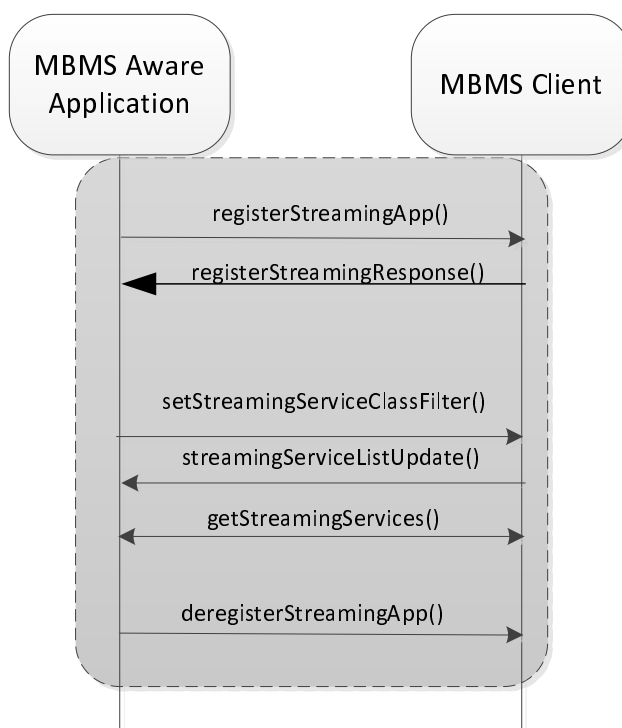 MBMS Aware
Application
MBMS Client
registerStreamingApp()
registerStreamingResponse()
setStreamingServiceClassFilter()
streamingServiceListUpdate()
getStreamingServices()
deregisterStreamingApp()